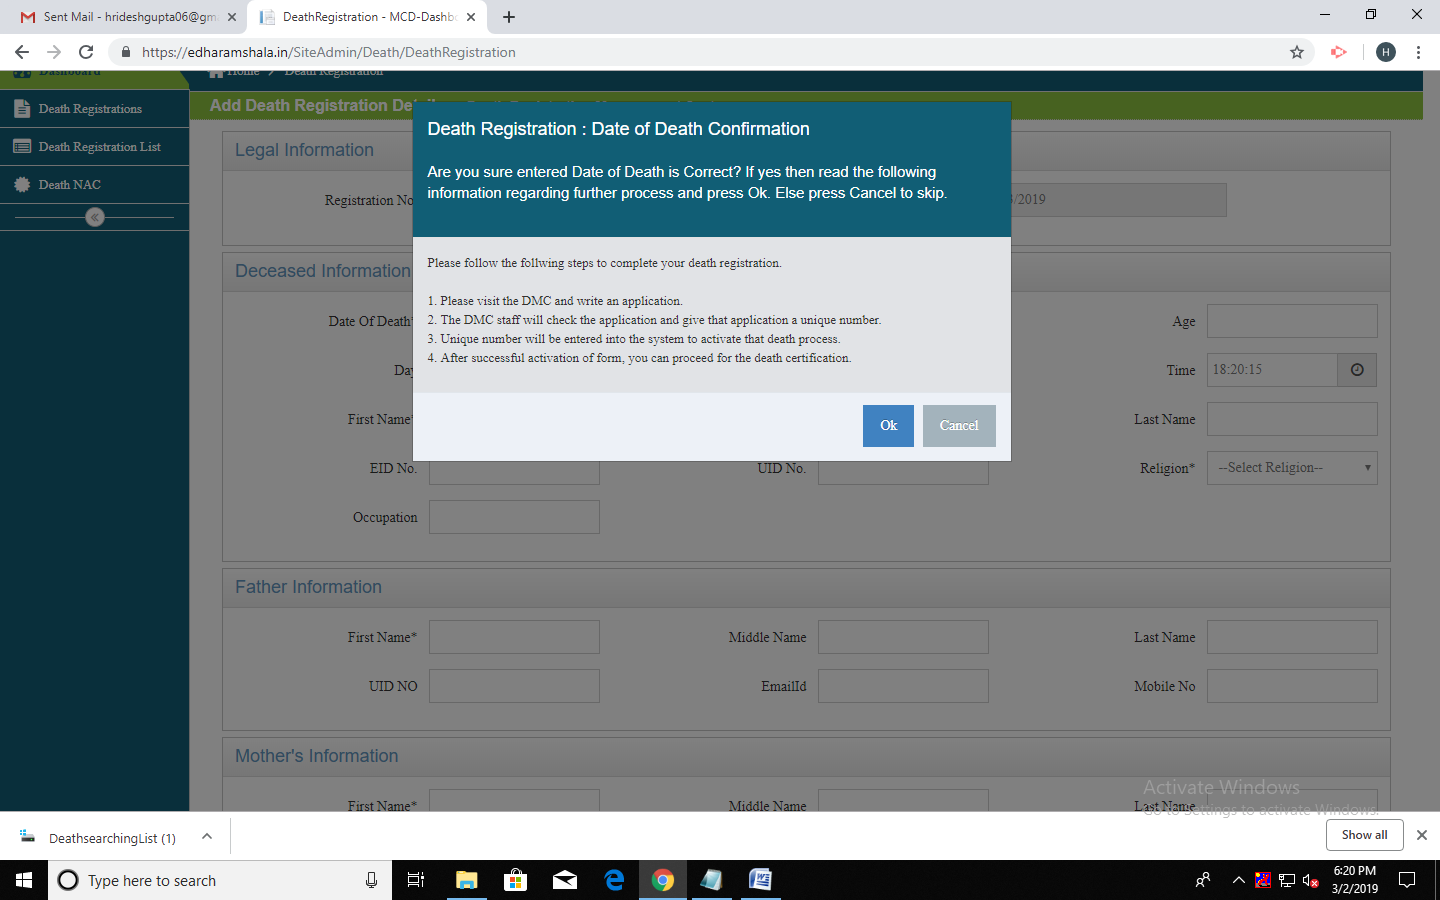 Sent Mail - hrideshgupta06@gm
DeathRegistration - MCD-Dashb
https://edharamshala.in/SiteAdmin/Death/DeathRegistration
H
Dashboard
Home > Death Registration
Death Registrations
Death Registration List
Death NAC
Add Death Registration
Legal Information
Registration No
/2019
Death Registration : Date of Death Confirmation
Are you sure entered Date of Death is Correct? If yes then read the following
information regarding further process and press Ok. Else press Cancel to skip.
Please follow the follwing steps to complete your death registration.
1. Please visit the DMC and write an application.
2. The DMC staff will check the application and give that application a unique number.
3. Unique number will be entered into the system to activate that death process.
4. After successful activation of form, you can proceed for the death certification.
Ok
Cancel
Deceased Information
Date Of Death
Age
Day
Time
18:20:15
First Name
Last Name
EID No.
UID No.
Religion*
--Select Religion--
Occupation
Father Information
First Name*
Middle Name
Last Name
UID NO
EmailId
Mobile No
Mother's Information
First Name*
Middle Name
Last Name
Activate Windows
Go to Settings to activate Windows.
DeathsearchingList (1)
Show all
Type here to search
6:20 PM
3/2/2019